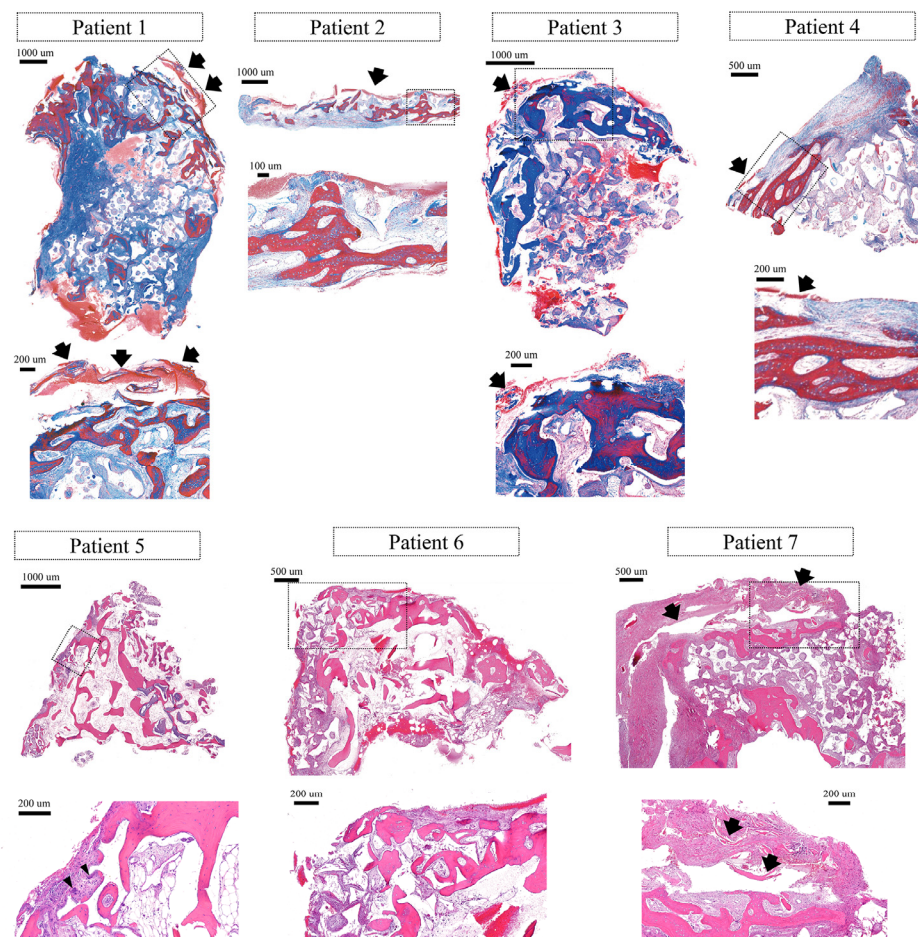 Patient 1
1000 um
200 um
Patient 2
1000 um
100 um
Patient 3
1000 um
200 um
Patient 4
500 um
200 um
Patient 5
1000 um
200 um
Patient 6
500 um
200 um
Patient 7
500 um
200 um